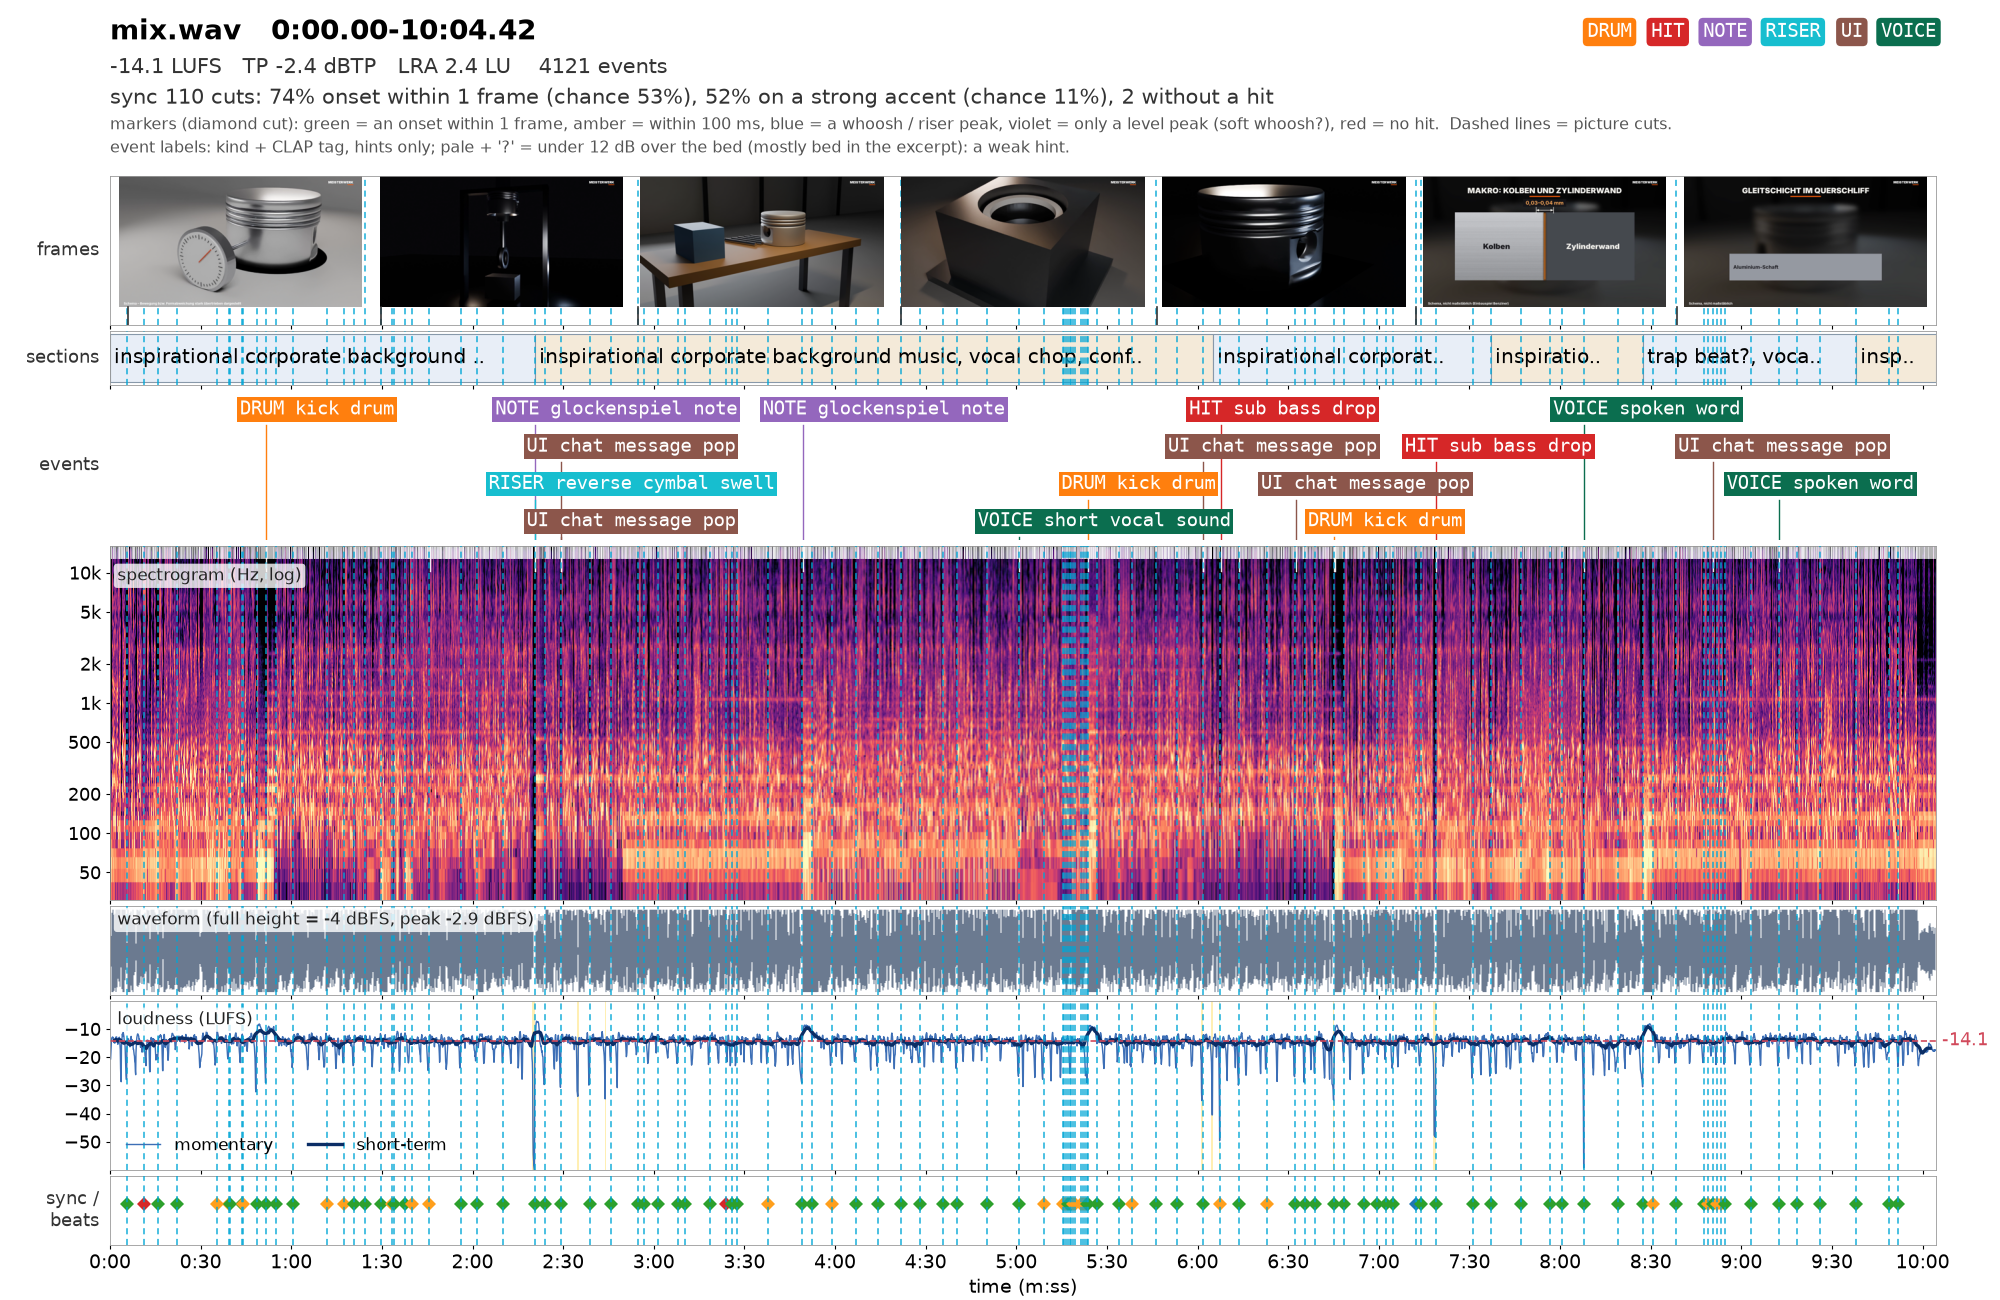 mix.wav 0:00.00-10:04.42
DRUM HIT NOTE RISER UI VOICE
-14.1 LUFS TP -2.4 dBTP LRA 2.4 LU 4121 events
sync 110 cuts: 74% onset within 1 frame (chance 53%), 52% on a strong accent (chance 11%), 2 without a hit
markers (diamond cut): green = an onset within 1 frame, amber = within 100 ms, blue = a whoosh / riser peak, violet = only a level peak (soft whoosh?), red = no hit. Dashed lines = picture cuts.
event labels: kind + CLAP tag, hints only; pale + '?' = under 12 dB over the bed (mostly bed in the excerpt): a weak hint.
frames
MAKRO: KOLBEN UND ZYLINDERWAND
0,03-0,04 mm
Kolben
Zylinderwand
GLEITSCHICHT IM QUERSCHLIFF
Aluminium-Schaft
sections
inspirational corporate background ..
inspirational corporate background music, vocal chop, conf..
inspirational corporat..
inspiratio..
trap beat?, voca..
insp..
events
DRUM kick drum
NOTE glockenspiel note
NOTE glockenspiel note
HIT sub bass drop
VOICE spoken word
UI chat message pop
UI chat message pop
HIT sub bass drop
UI chat message pop
RISER reverse cymbal swell
DRUM kick drum
UI chat message pop
VOICE spoken word
UI chat message pop
VOICE short vocal sound
DRUM kick drum
spectrogram (Hz, log)
10k
5k
2k
1k
500
200
100
50
waveform (full height = -4 dBFS, peak -2.9 dBFS)
loudness (LUFS)
−10
−20
−30
−40
−50
-14.1
momentary
short-term
sync /
beats
0:00 0:30 1:00 1:30 2:00 2:30 3:00 3:30 4:00 4:30 5:00 5:30 6:00 6:30 7:00 7:30 8:00 8:30 9:00 9:30 10:00
time (m:ss)